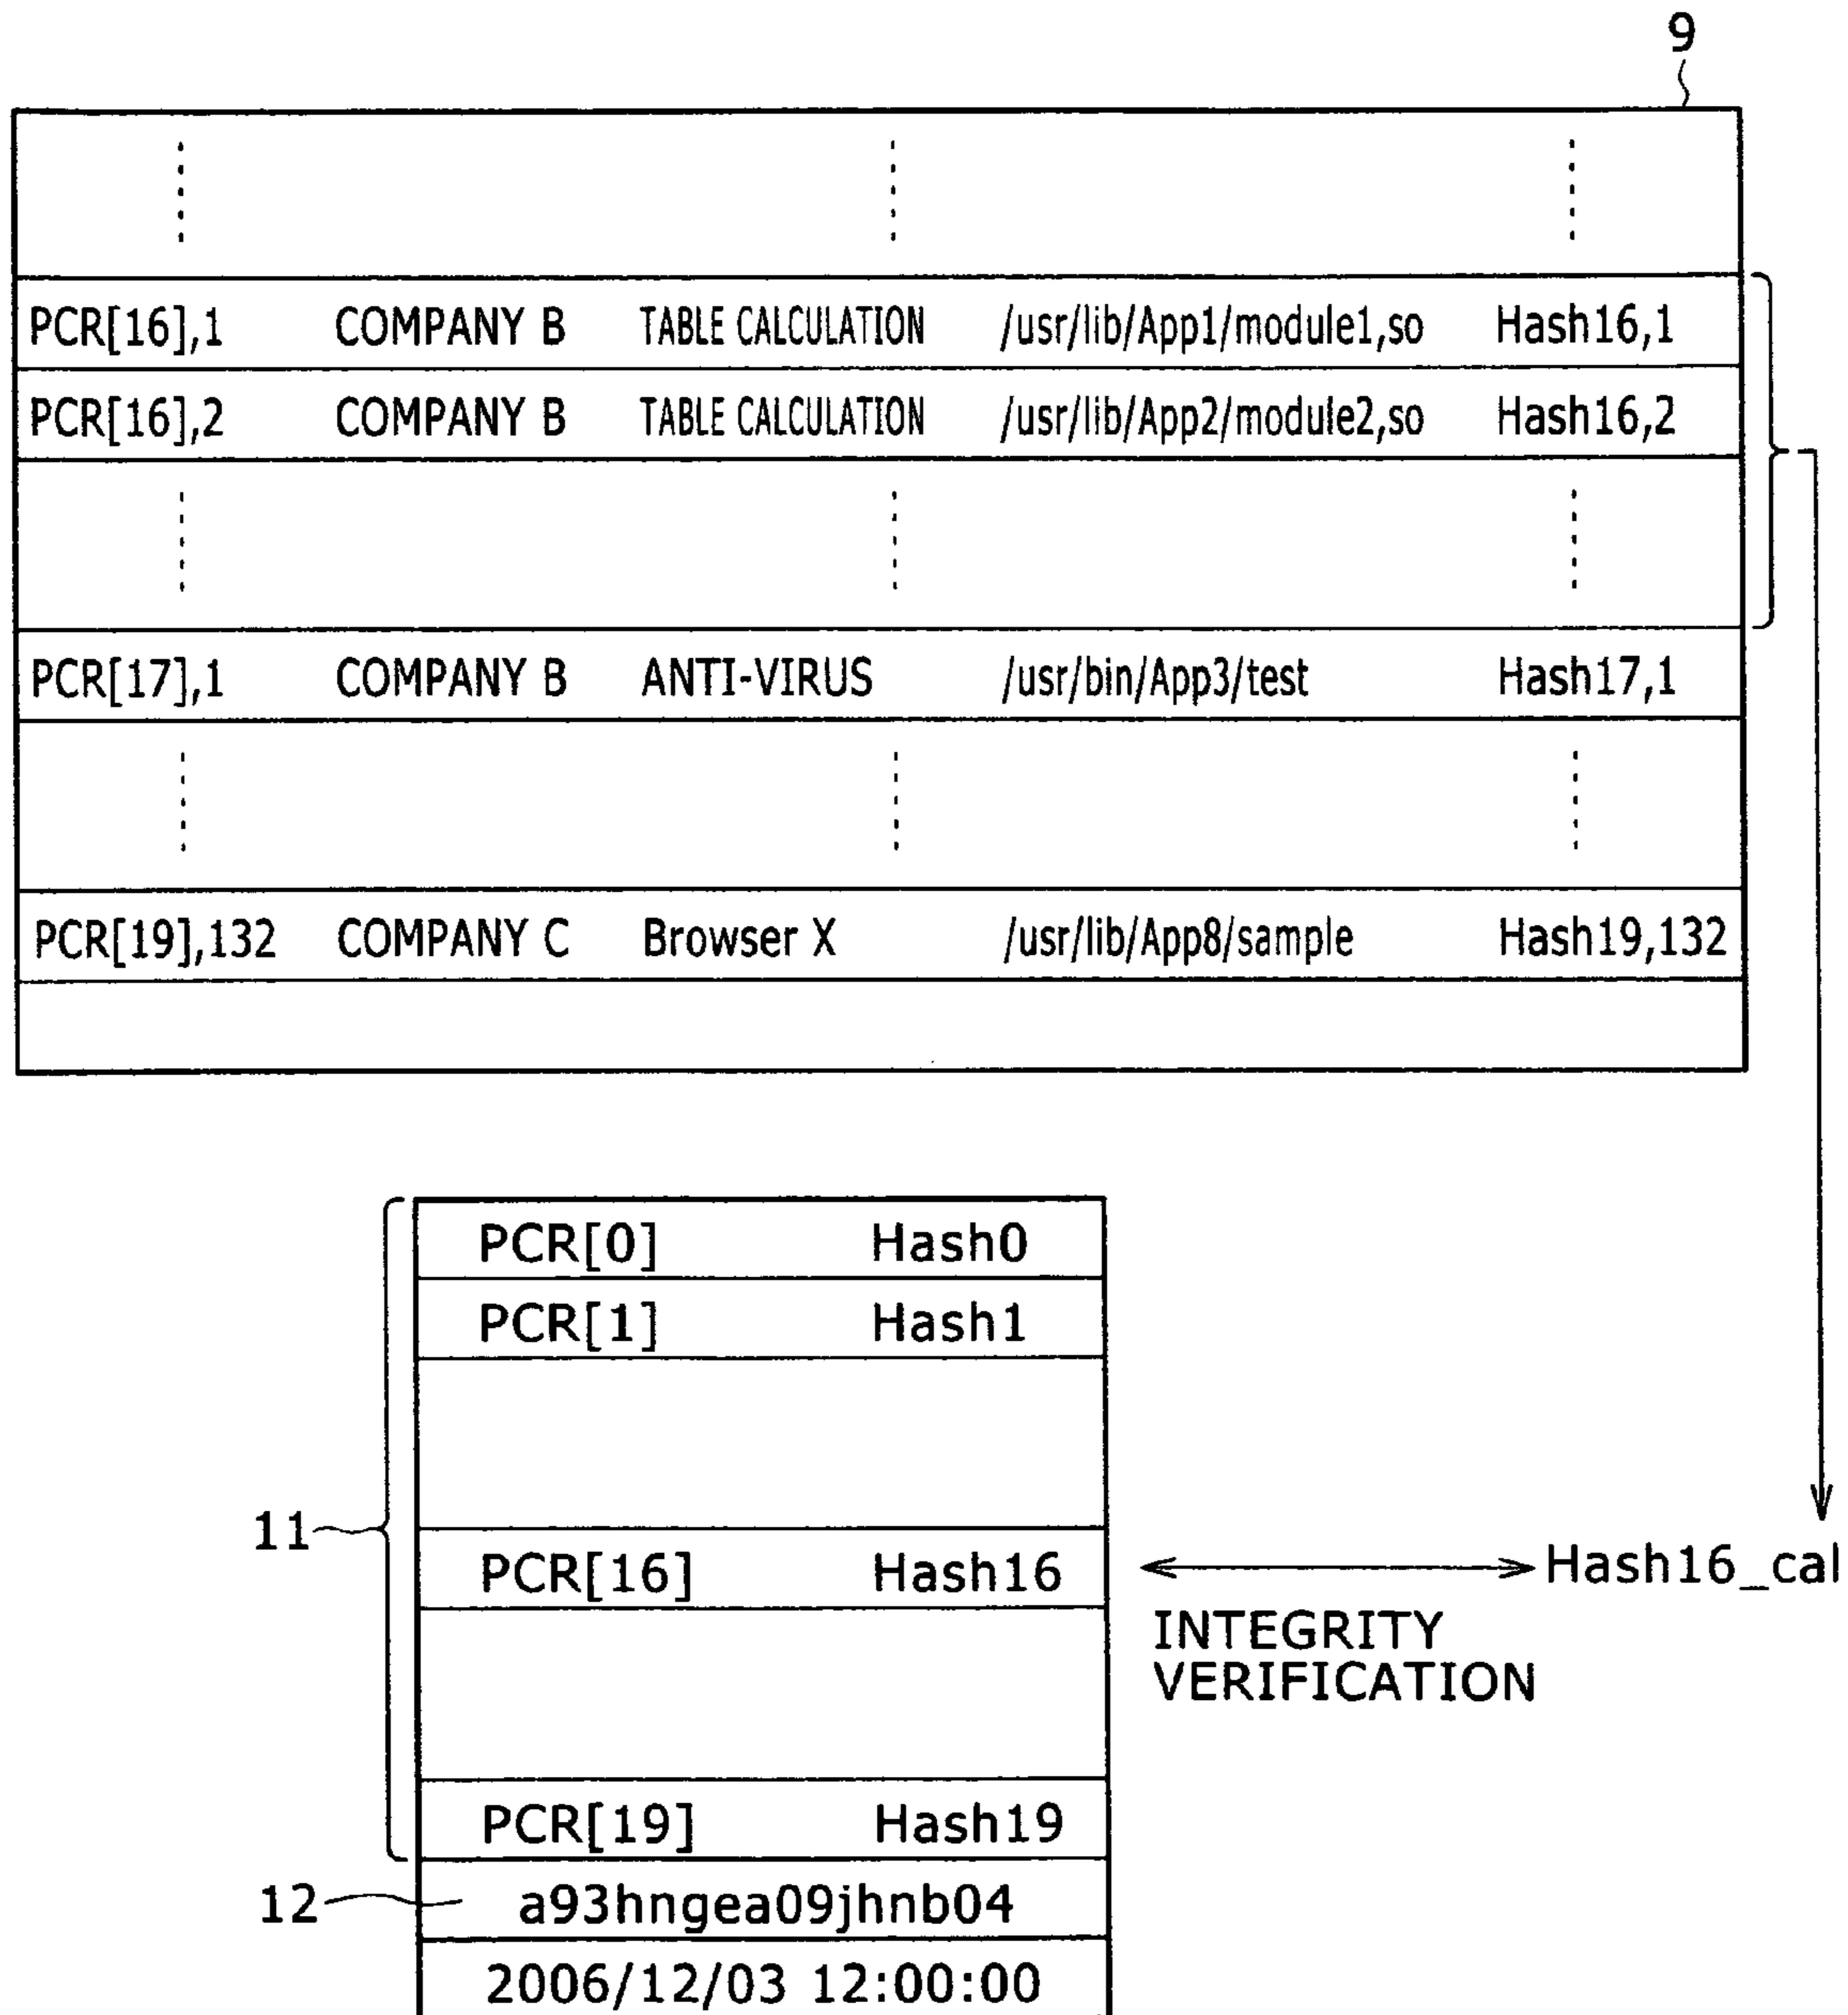 9
PCR[16],1 COMPANY B TABLE CALCULATION /usr/lib/App1/module1,so Hash16,1
PCR[16],2 COMPANY B TABLE CALCULATION /usr/lib/App2/module2,so Hash16,2
PCR[17],1 COMPANY B ANTI-VIRUS /usr/bin/App3/test Hash17,1
PCR[19],132 COMPANY C Browser X /usr/lib/App8/sample Hash19,132
PCR[0] Hash0
PCR[1] Hash1
11
PCR[16] Hash16
Hash16_cal
INTEGRITY
VERIFICATION
PCR[19] Hash19
12
a93hngea09jhnb04
2006/12/03 12:00:00